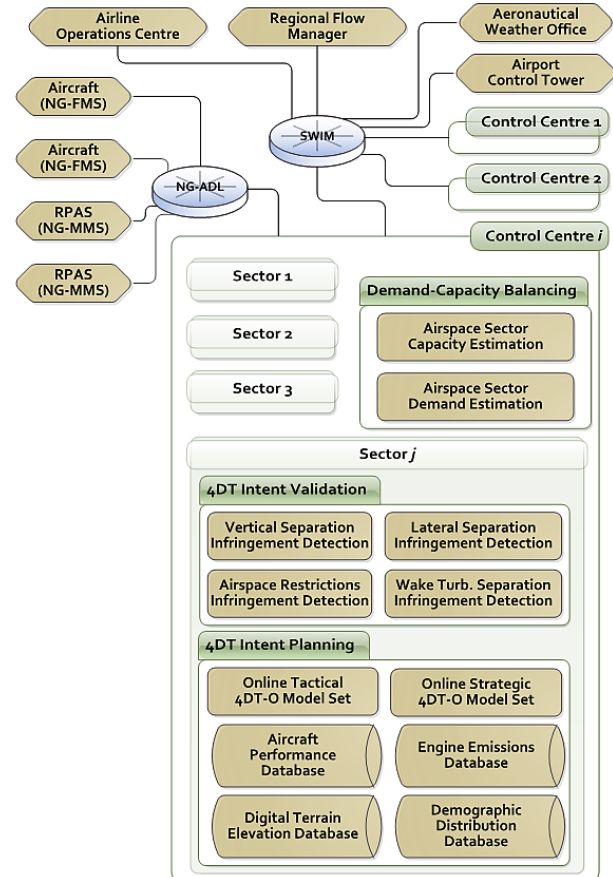 Airline
Operations Centre
Regional Flow
Manager
Aeronautical
Weather Office
Airport
Control Tower
Aircraft
(NG-FMS)
SWIM
Control Centre 1
Aircraft
(NG-FMS)
NG-ADL
Control Centre 2
RPAS
(NG-MMS)
Control Centre i
RPAS
(NG-MMS)
Sector 1
Sector 2
Sector 3
Demand-Capacity Balancing
Airspace Sector
Capacity Estimation
Airspace Sector
Demand Estimation
Sector j
4DT Intent Validation
Vertical Separation
Infringement Detection
Lateral Separation
Infringement Detection
Airspace Restrictions
Infringement Detection
Wake Turb. Separation
Infringement Detection
4DT Intent Planning
Online Tactical
4DT-O Model Set
Online Strategic
4DT-O Model Set
Aircraft
Performance
Database
Engine Emissions
Database
Digital Terrain
Elevation Database
Demographic
Distribution
Database